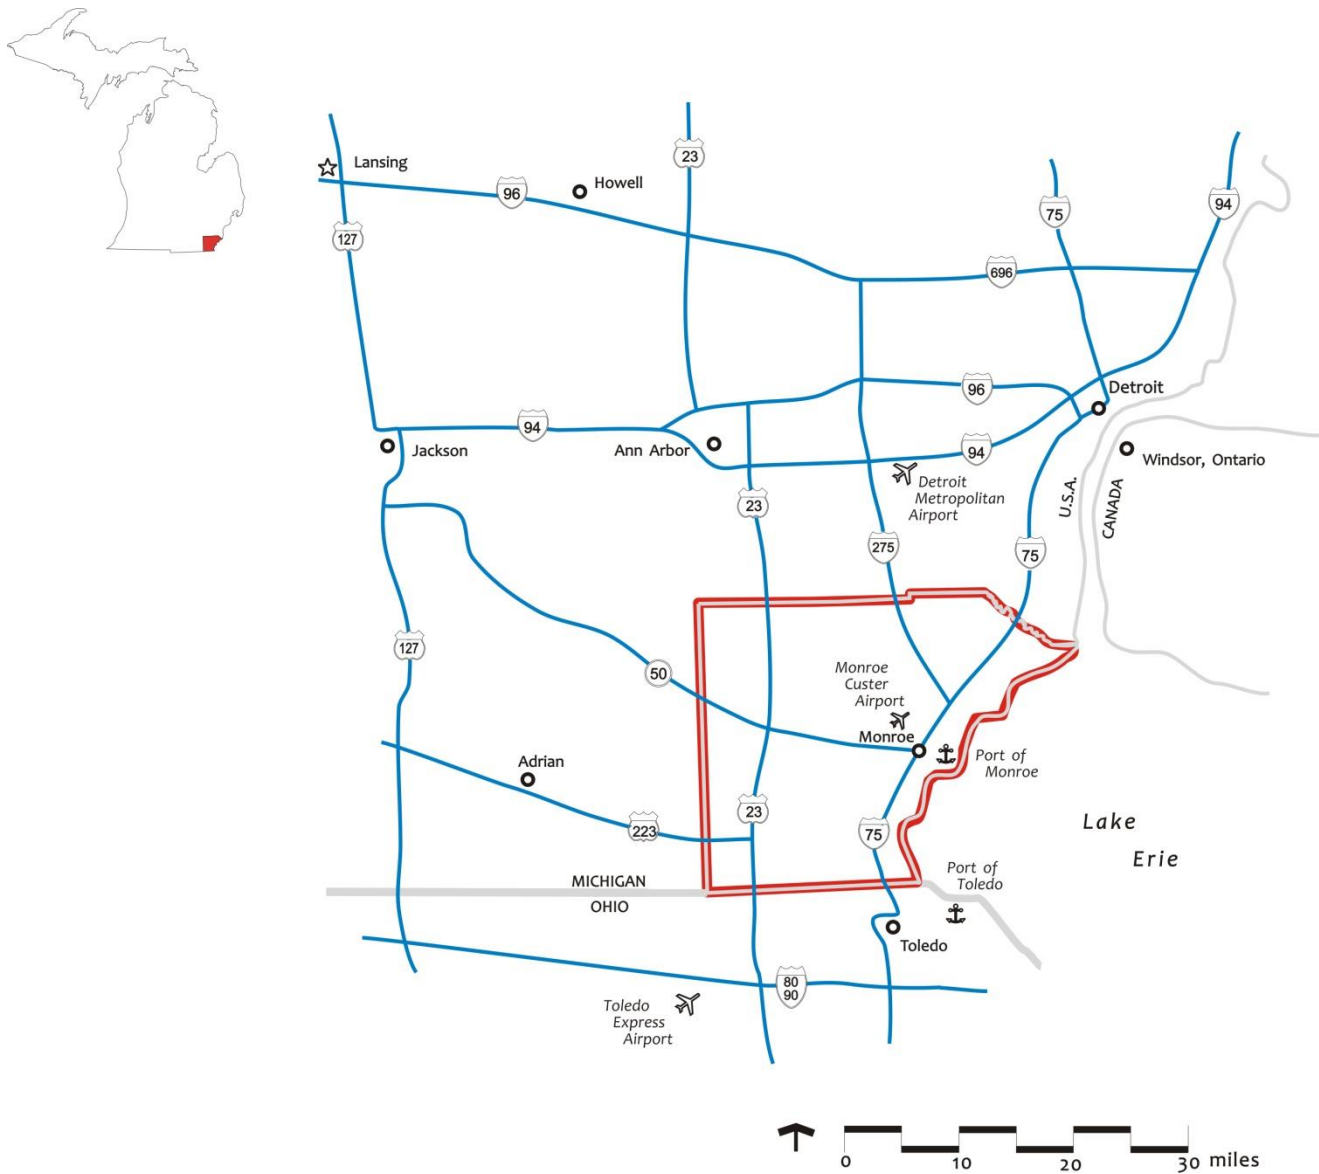 23
Lansing
Howell
96
75
94
127
696
96
Detroit
94
Jackson
Ann Arbor
94
Windsor, Ontario
Detroit
Metropolitan
Airport
U.S.A.
CANADA
23
275
75
127
50
Monroe
Custer
Airport
Monroe
Port of
Monroe
Adrian
223
23
75
Lake
Erie
MICHIGAN
OHIO
Port of
Toledo
Toledo
80
90
Toledo
Express
Airport
0 10 20 30 miles